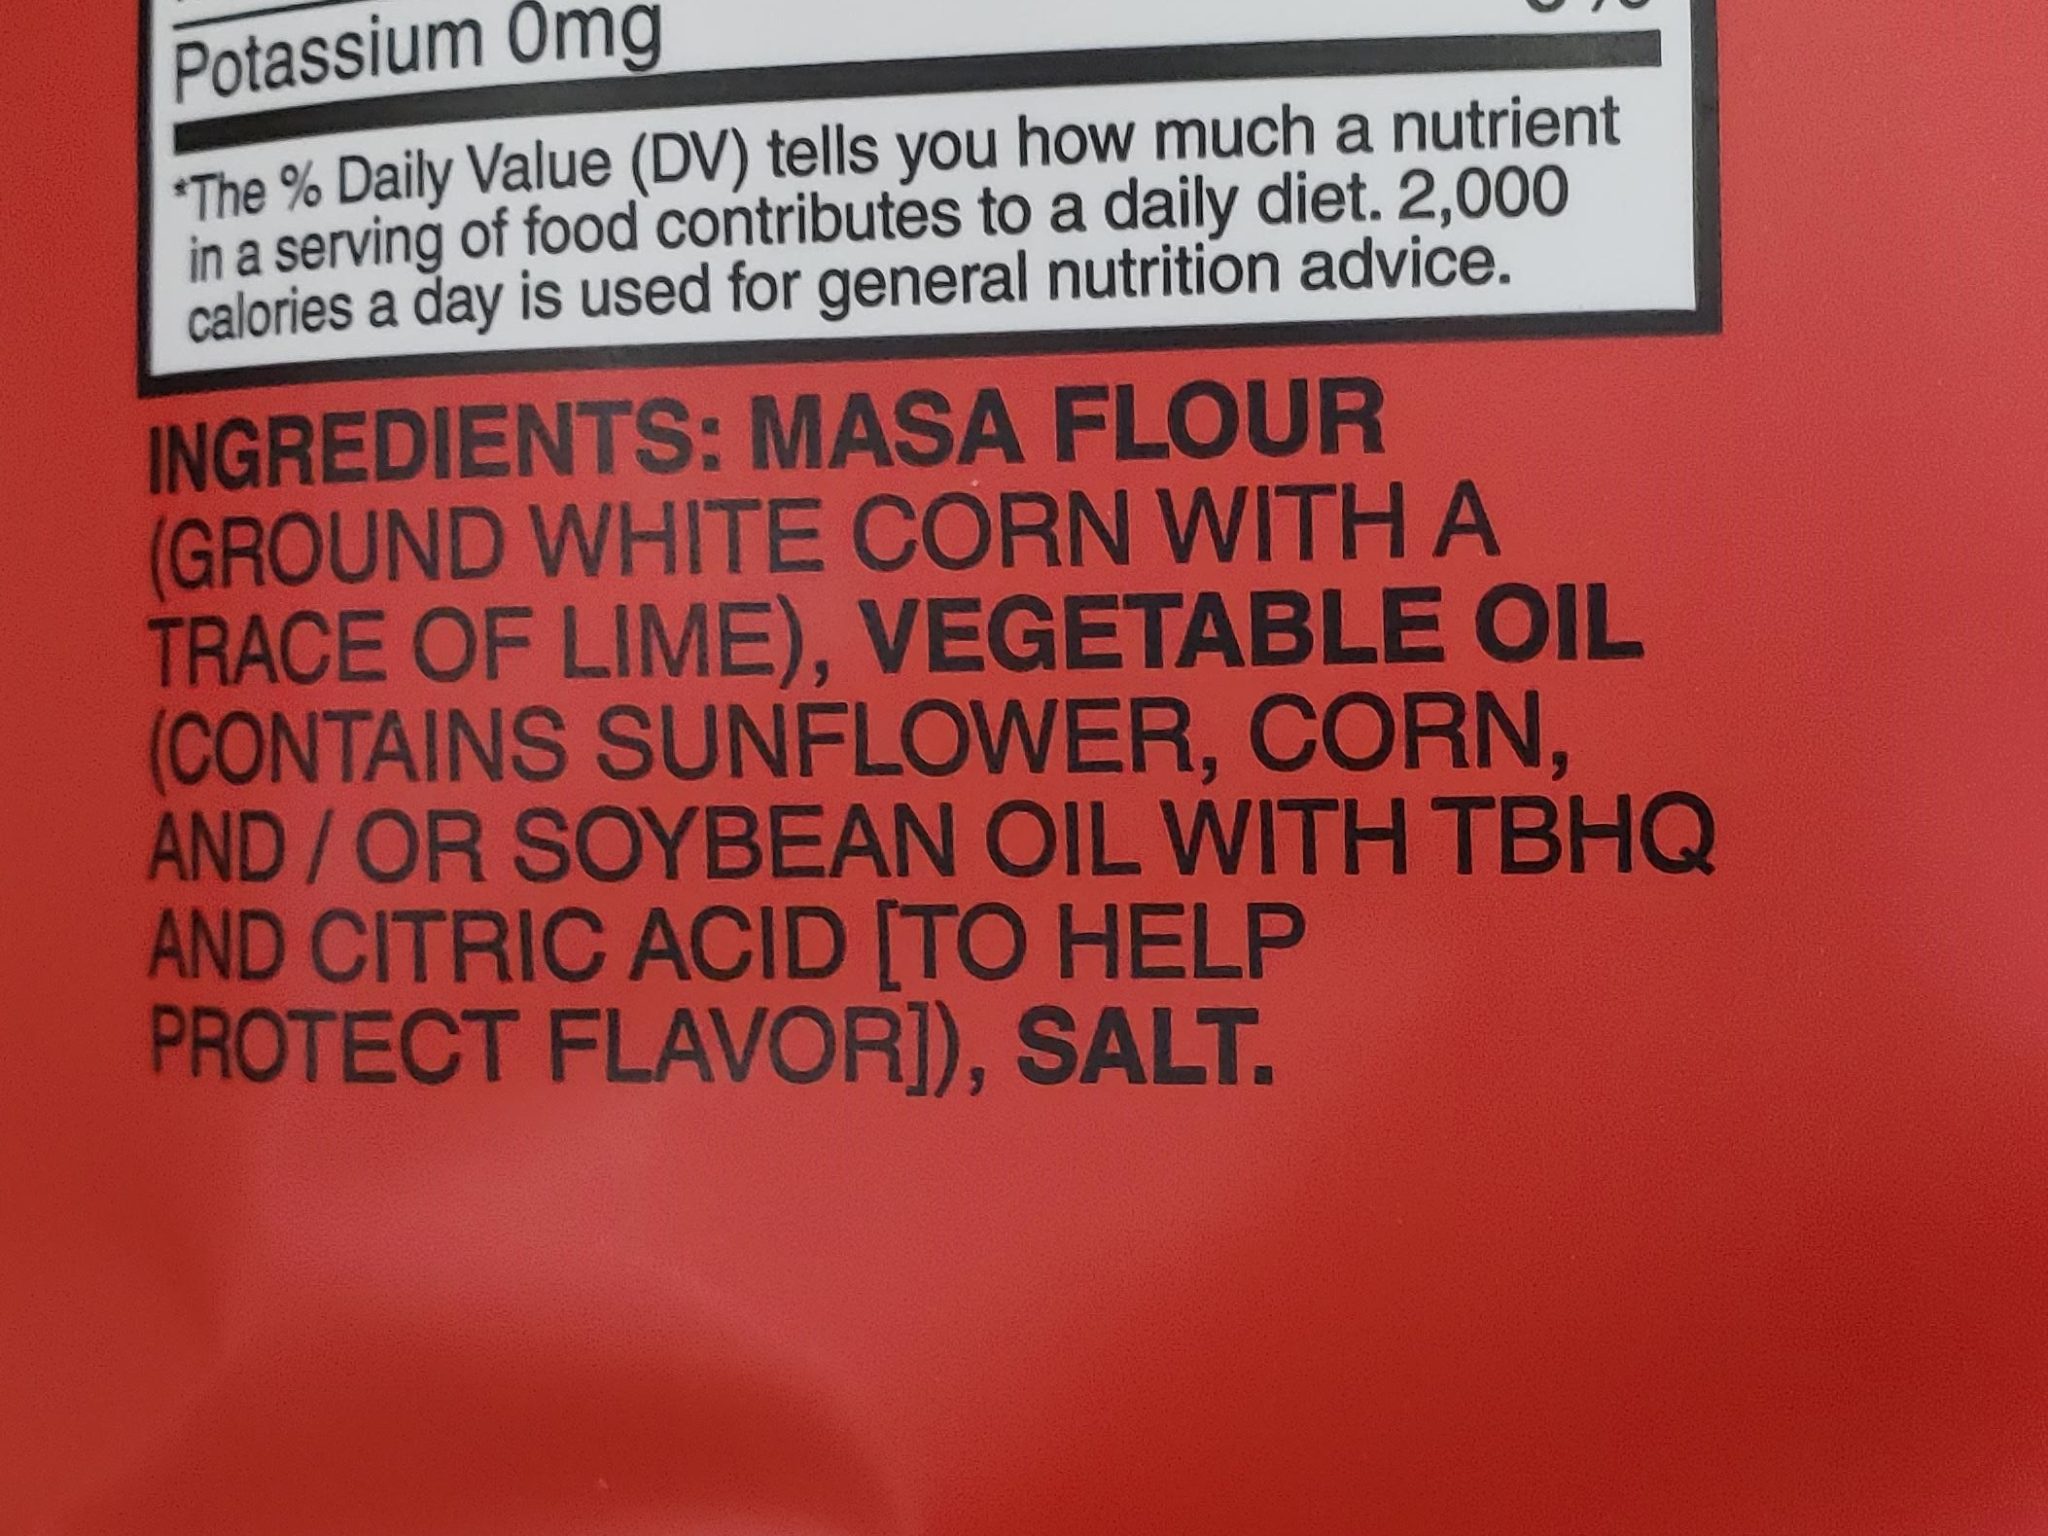 Potassium 0mg
*The % Daily Value (DV) tells you how much a nutrient
in a serving of food contributes to a daily diet. 2,000
calories a day is used for general nutrition advice.
INGREDIENTS: MASA FLOUR
(GROUND WHITE CORN WITH A
TRACE OF LIME), VEGETABLE OIL
(CONTAINS SUNFLOWER, CORN,
AND / OR SOYBEAN OIL WITH TBHQ
AND CITRIC ACID [TO HELP
PROTECT FLAVOR]), SALT.